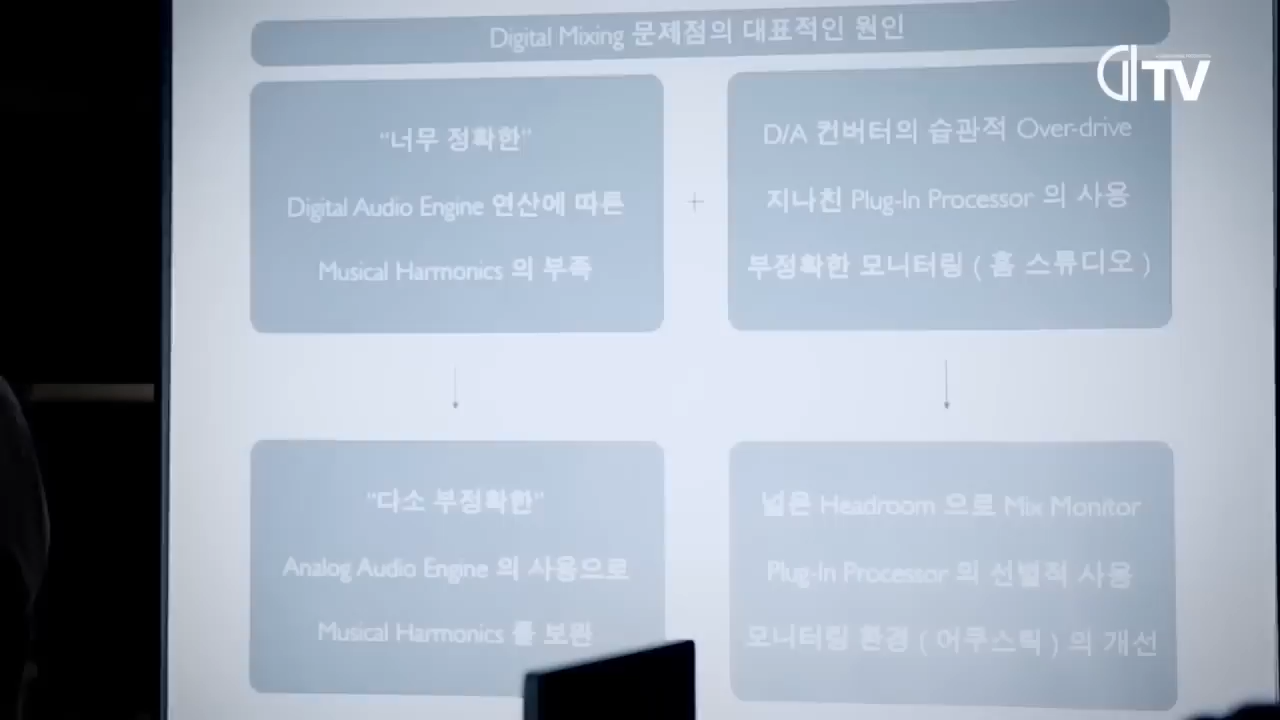 Digital Mixing 문제점의 대표적인 원인
GTV
“너무 정확한”
Digital Audio Engine 연산에 따른
Musical Harmonics 의 부족
+
D/A 컨버터의 습관적 Over-drive
지나친 Plug-In Processor 의 사용
부정확한 모니터링 ( 홈 스튜디오 )
“다소 부정확한”
Analog Audio Engine 의 사용으로
Musical Harmonics 를 보완
넓은 Headroom 으로 Mix Monitor
Plug-In Processor 의 선별적 사용
모니터링 환경 ( 어쿠스틱 ) 의 개선